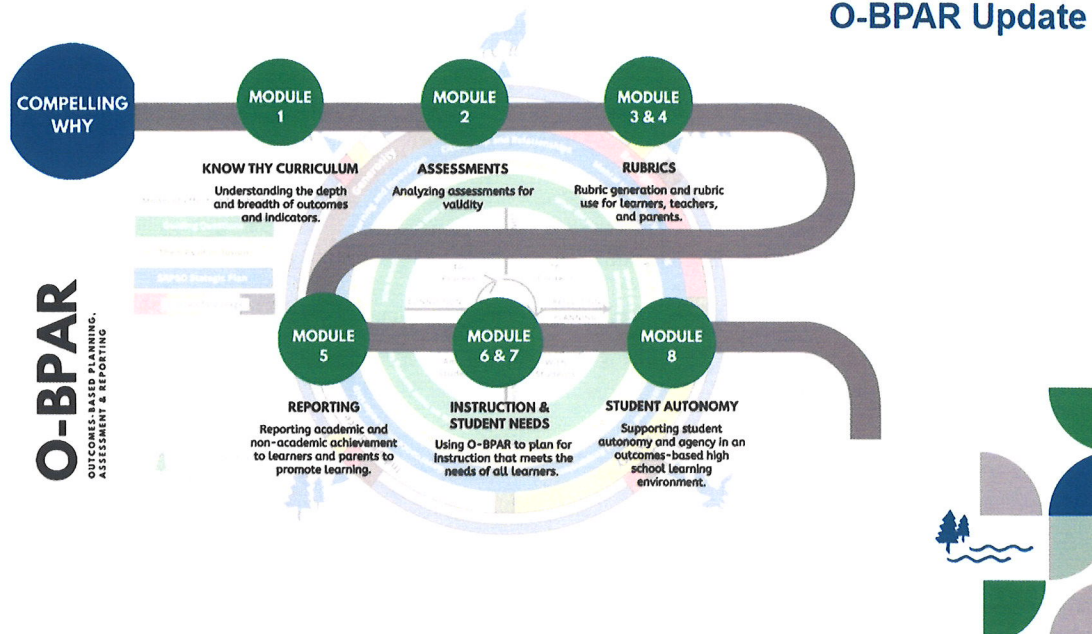 O-BPAR Update
COMPELLING
WHY
MODULE
1
MODULE
2
MODULE
3 & 4
KNOW THY CURRICULUM
Understanding the depth
and breadth of outcomes
and indicators.
ASSESSMENTS
Analyzing assessments for
validity
RUBRICS
Rubric generation and rubric
use for learners, teachers,
and parents.
O-BPAR
OUTCOMES-BASED PLANNING,
ASSESSMENT & REPORTING
MODULE
5
MODULE
6 & 7
MODULE
8
REPORTING
Reporting academic and
non-academic achievement
to learners and parents to
promote learning.
INSTRUCTION &
STUDENT NEEDS
Using O-BPAR to plan for
instruction that meets the
needs of all learners.
STUDENT AUTONOMY
Supporting student
autonomy and agency in an
outcomes-based high
school learning
environment.